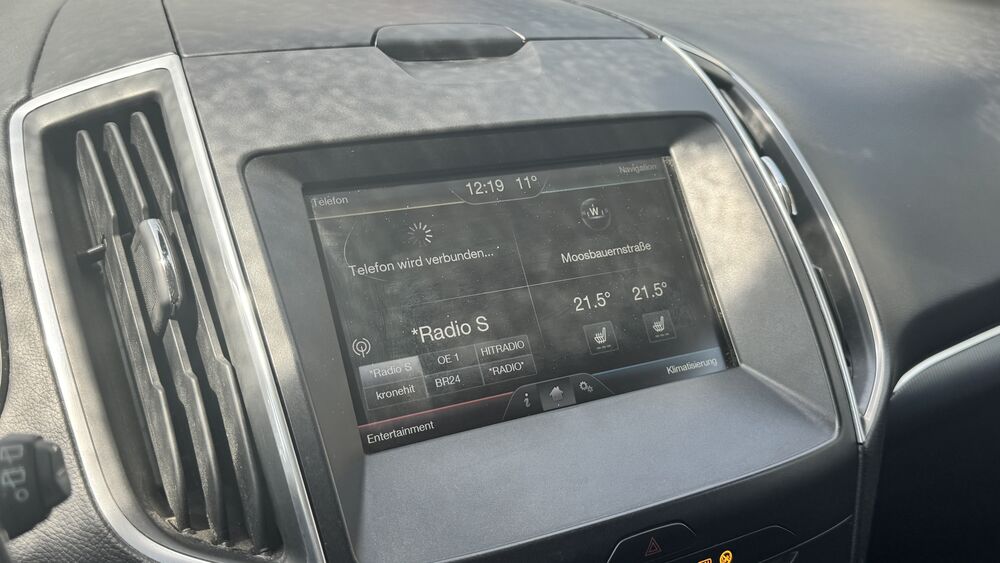 12:19 11°
Telefon
Navigation
Telefon wird verbunden...
W
Moosbauernstraße
*Radio S
*Radio S OE 1 HITRADIO
kronehit BR24 *RADIO*
21.5° 21.5°
Entertainment
i
Klimatisierung